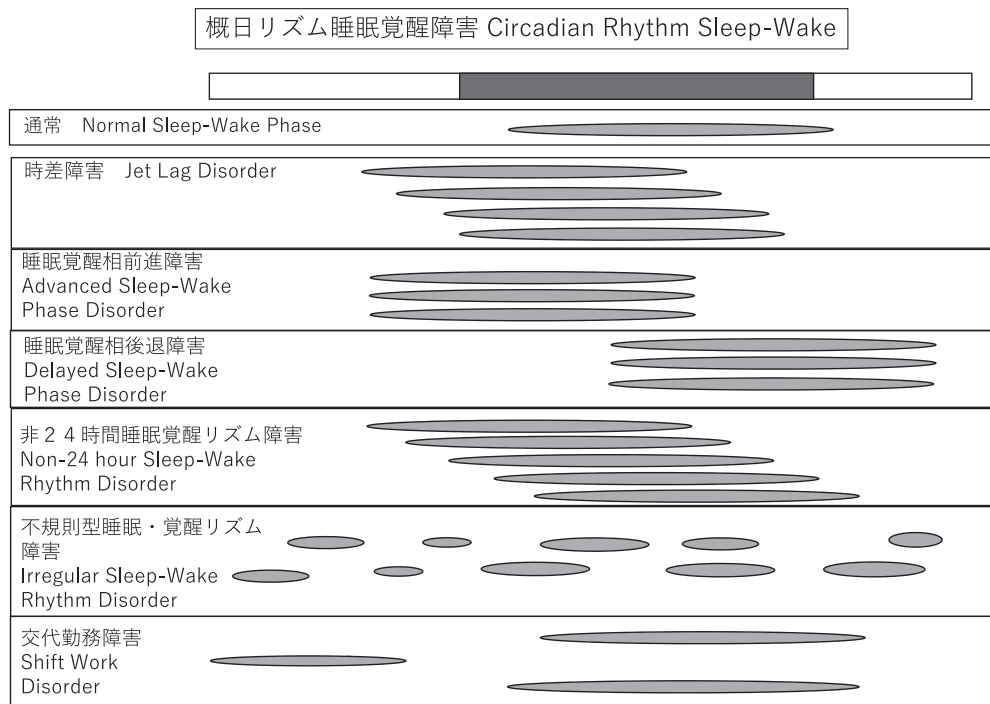 概日リズム睡眠覚醒障害 Circadian Rhythm Sleep-Wake
通常　Normal Sleep-Wake Phase
時差障害　Jet Lag Disorder
睡眠覚醒相前進障害
Advanced Sleep-Wake
Phase Disorder
睡眠覚醒相後退障害
Delayed Sleep-Wake
Phase Disorder
非２４時間睡眠覚醒リズム障害
Non-24 hour Sleep-Wake
Rhythm Disorder
不規則型睡眠・覚醒リズム
障害
Irregular Sleep-Wake
Rhythm Disorder
交代勤務障害
Shift Work
Disorder